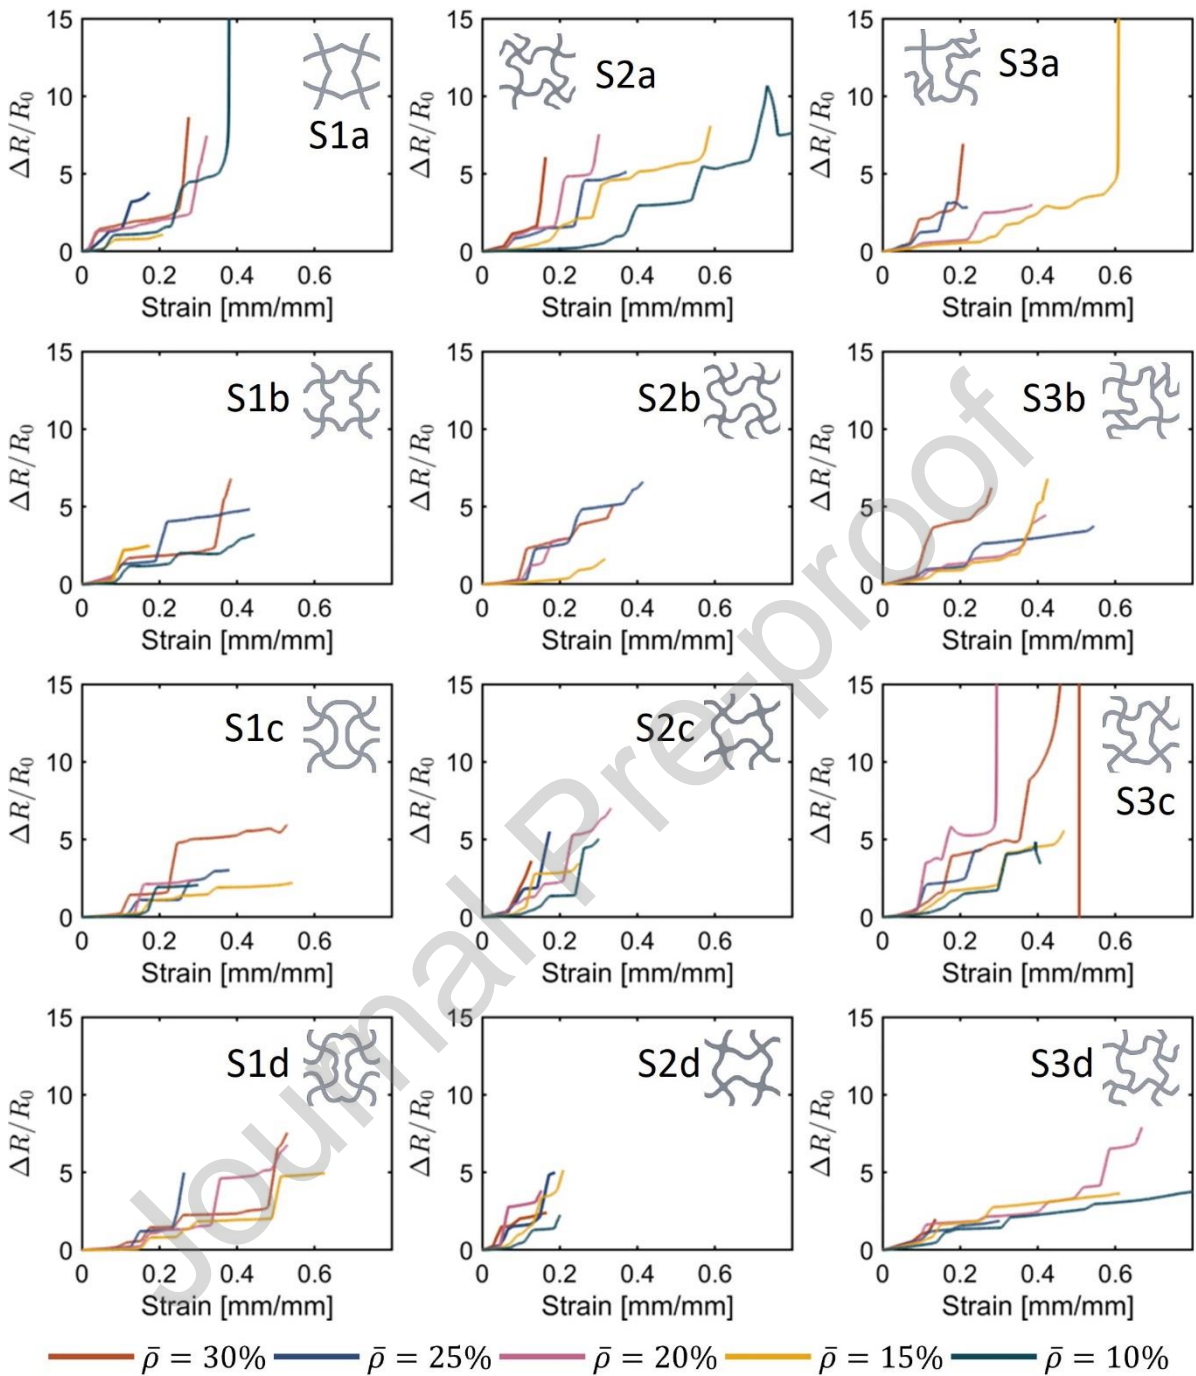 15
10
5
0
ΔR/R₀
S1a
0 0.2 0.4 0.6
Strain [mm/mm]
15
10
5
0
ΔR/R₀
S2a
0 0.2 0.4 0.6
Strain [mm/mm]
15
10
5
0
ΔR/R₀
S3a
0 0.2 0.4 0.6
Strain [mm/mm]
15
10
5
0
ΔR/R₀
S1b
0 0.2 0.4 0.6
Strain [mm/mm]
15
10
5
0
ΔR/R₀
S2b
0 0.2 0.4 0.6
Strain [mm/mm]
15
10
5
0
ΔR/R₀
S3b
0 0.2 0.4 0.6
Strain [mm/mm]
15
10
5
0
ΔR/R₀
S1c
0 0.2 0.4 0.6
Strain [mm/mm]
15
10
5
0
ΔR/R₀
S2c
0 0.2 0.4 0.6
Strain [mm/mm]
15
10
5
0
ΔR/R₀
S3c
0 0.2 0.4 0.6
Strain [mm/mm]
15
10
5
0
ΔR/R₀
S1d
0 0.2 0.4 0.6
Strain [mm/mm]
15
10
5
0
ΔR/R₀
S2d
0 0.2 0.4 0.6
Strain [mm/mm]
15
10
5
0
ΔR/R₀
S3d
0 0.2 0.4 0.6
Strain [mm/mm]
ρ̄ = 30% ρ̄ = 25% ρ̄ = 20% ρ̄ = 15% ρ̄ = 10%
Journal Pre-proof